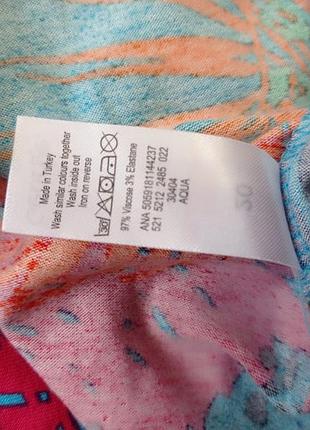 Made in Turkey
Wash similar colours together
Wash inside out
Iron on reverse
30
97% Viscose 3% Elastane
ANA 5059181144237
521 5212 2485 022
30404
AQUA